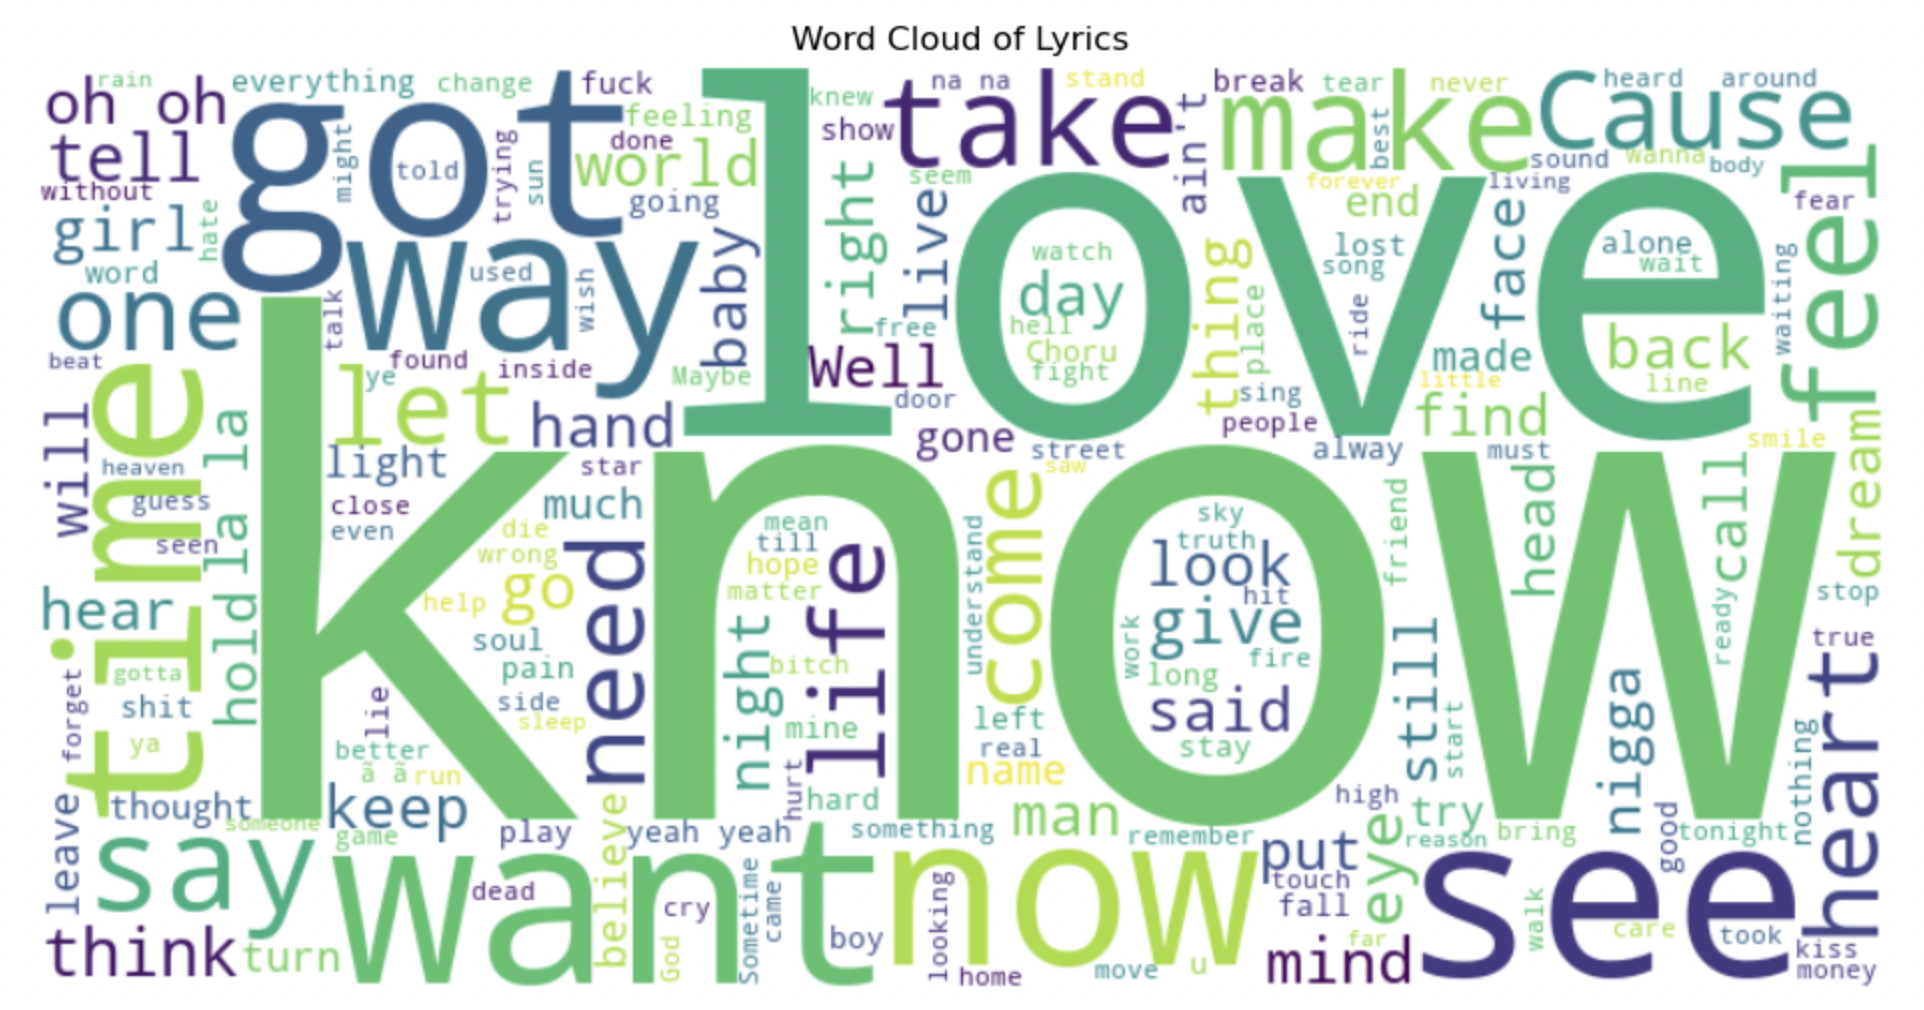 Word Cloud of Lyrics
oh oh
rain
everything
change
fuck
knew
na na
stand
break
tear
never
heard
around
got
love
take
make
Cause
tell
feeling
show
done
world
told
might
trying
sun
ain't
best
sound
wanna
body
without
girl
hate
going
seem
forever
living
fear
feel
word
way
used
wish
baby
right
live
watch
day
hell
Choru
fight
thing
place
end
lost
song
ride
face
alone
wait
waiting
one
talk
free
made
back
line
beat
found
ye
inside
Maybe
Well
door
little
sing
people
find
let
hand
gone
street
alway
must
smile
will
time
la la
heaven
light
star
know
saw
dream
guess
close
much
even
seen
die
wrong
need
mean
till
hope
matter
life
come
understand
sky
truth
look
hit
give
work
fire
long
said
stay
friend
head
call
ready
stop
hear
hold
help
go
soul
pain
night
bitch
true
gotta
shit
forget
ya
lie
side
sleep
mine
left
real
name
still
start
nigga
nothing
heart
better
ã ã
run
hurt
hard
thought
keep
man
high
try
leave
someone
game
play
believe
yeah yeah
something
remember
reason
bring
good
tonight
say
want
now
put
eye
see
dead
cry
Sometime
came
looking
touch
fall
walk
care
took
think
turn
God
boy
home
move
u
mind
far
kiss
money